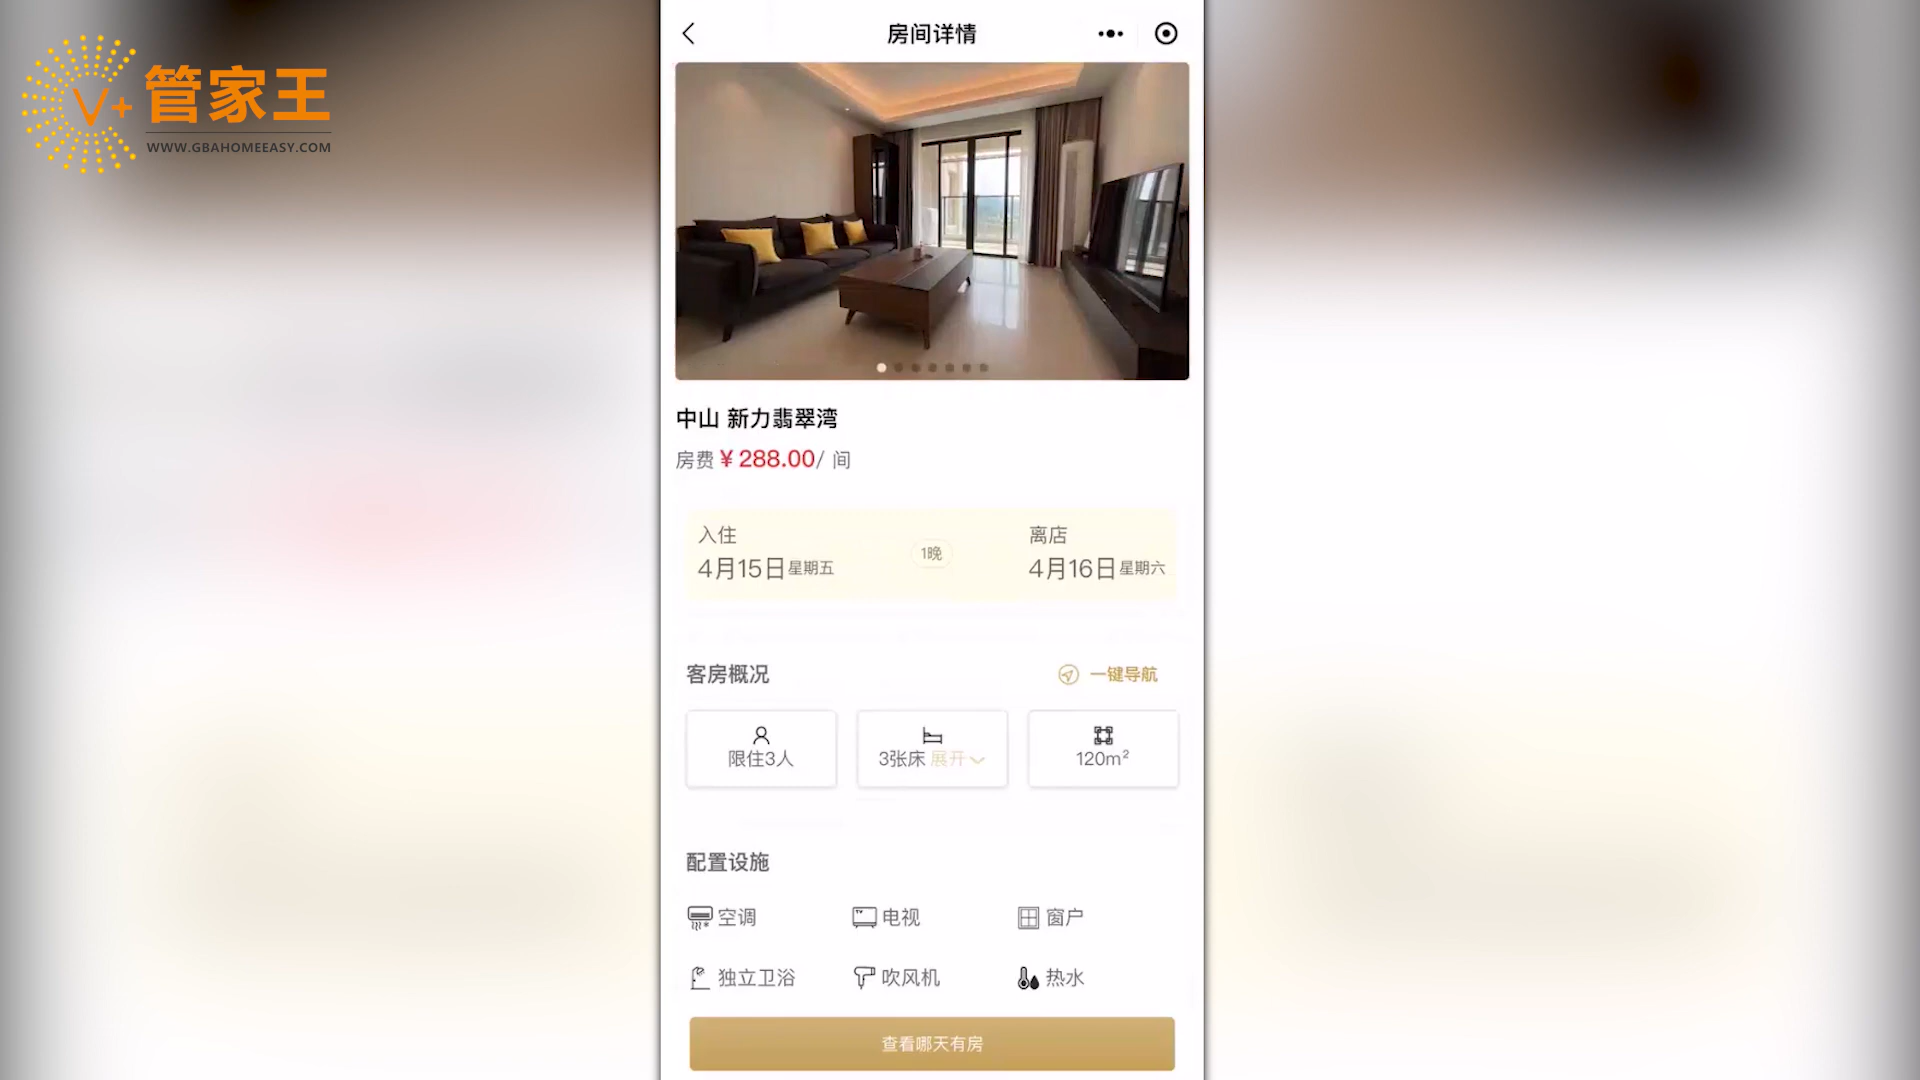 房间详情
V+管家王
WWW.GBAHOMEEASY.COM
中山 新力翡翠湾
房费 ¥ 288.00/ 间
入住
离店
1晚
4月15日 星期五
4月16日 星期六
客房概况
一键导航
限住3人
3张床 展开
120m²
配置设施
空调
TV 电视
窗户
独立卫浴
吹风机
热水
查看哪天有房